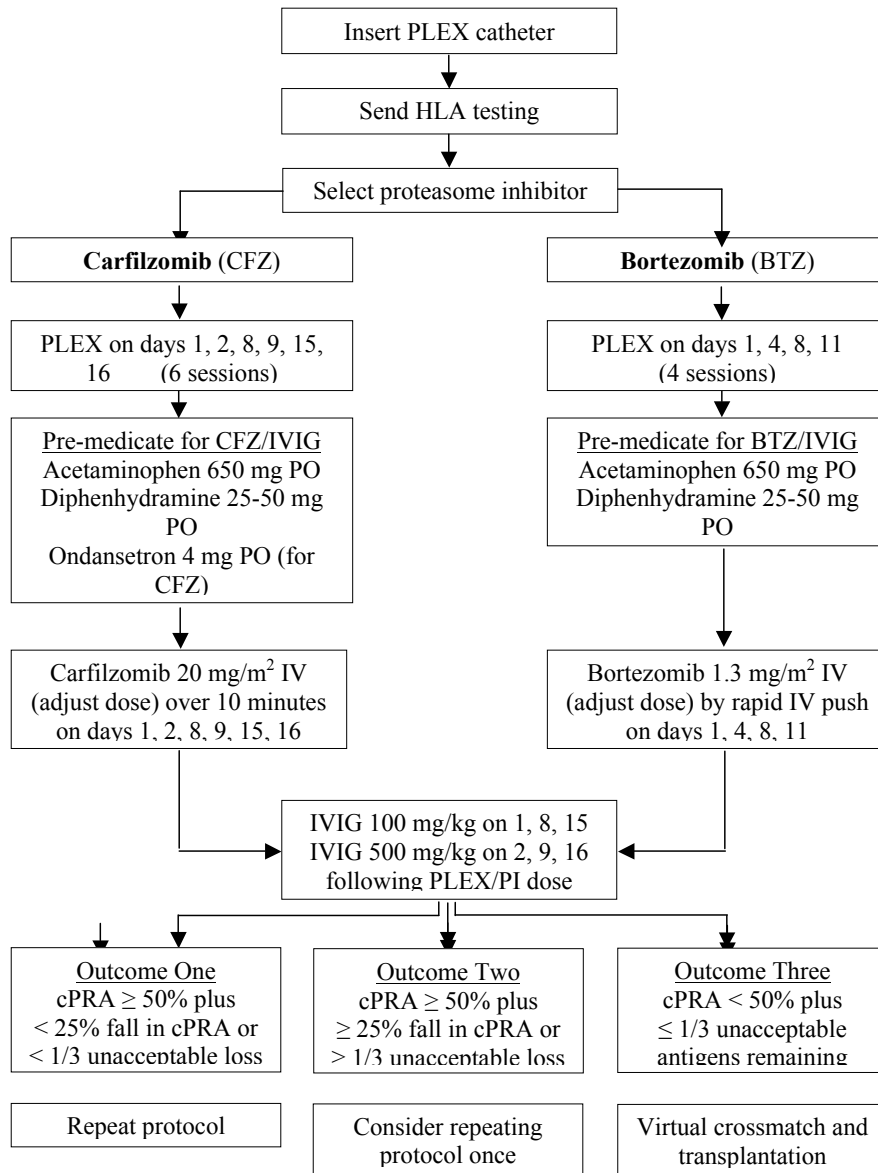 Insert PLEX catheter
Send HLA testing
Select proteasome inhibitor
Carfilzomib (CFZ)
Bortezomib (BTZ)
PLEX on days 1, 2, 8, 9, 15,
16 (6 sessions)
PLEX on days 1, 4, 8, 11
(4 sessions)
Pre-medicate for CFZ/IVIG
Acetaminophen 650 mg PO
Diphenhydramine 25-50 mg
PO
Ondansetron 4 mg PO (for
CFZ)
Pre-medicate for BTZ/IVIG
Acetaminophen 650 mg PO
Diphenhydramine 25-50 mg
PO
Carfilzomib 20 mg/m² IV
(adjust dose) over 10 minutes
on days 1, 2, 8, 9, 15, 16
Bortezomib 1.3 mg/m² IV
(adjust dose) by rapid IV push
on days 1, 4, 8, 11
IVIG 100 mg/kg on 1, 8, 15
IVIG 500 mg/kg on 2, 9, 16
following PLEX/PI dose
Outcome One
cPRA ≥ 50% plus
< 25% fall in cPRA or
< 1/3 unacceptable loss
Outcome Two
cPRA ≥ 50% plus
≥ 25% fall in cPRA or
> 1/3 unacceptable loss
Outcome Three
cPRA < 50% plus
≤ 1/3 unacceptable
antigens remaining
Repeat protocol
Consider repeating
protocol once
Virtual crossmatch and
transplantation